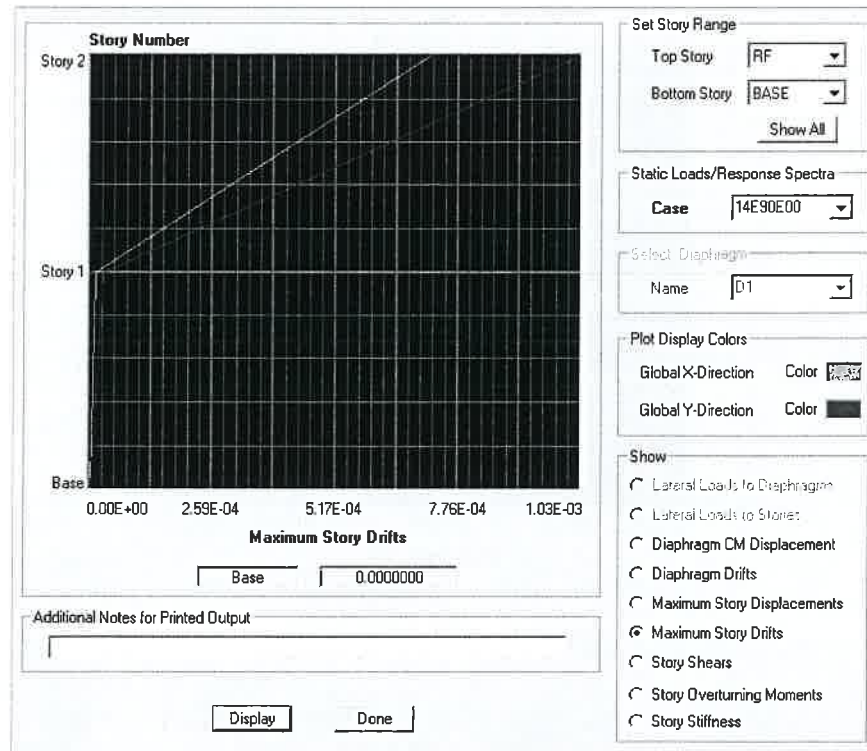 Story Number
Story 2
Story 1
Base
0.00E+00 2.59E-04 5.17E-04 7.76E-04 1.03E-03
Maximum Story Drifts
Base 0.0000000
Additional Notes for Printed Output
Display Done
Set Story Range
Top Story RF
Bottom Story BASE
Show All
Static Loads/Response Spectra
Case 14E90E00
Select Diaphragm
Name D1
Plot Display Colors
Global X-Direction Color
Global Y-Direction Color
Show
Lateral Loads to Diaphragms
Lateral Loads to Stories
Diaphragm CM Displacement
Diaphragm Drifts
Maximum Story Displacements
Maximum Story Drifts
Story Shears
Story Overturning Moments
Story Stiffness